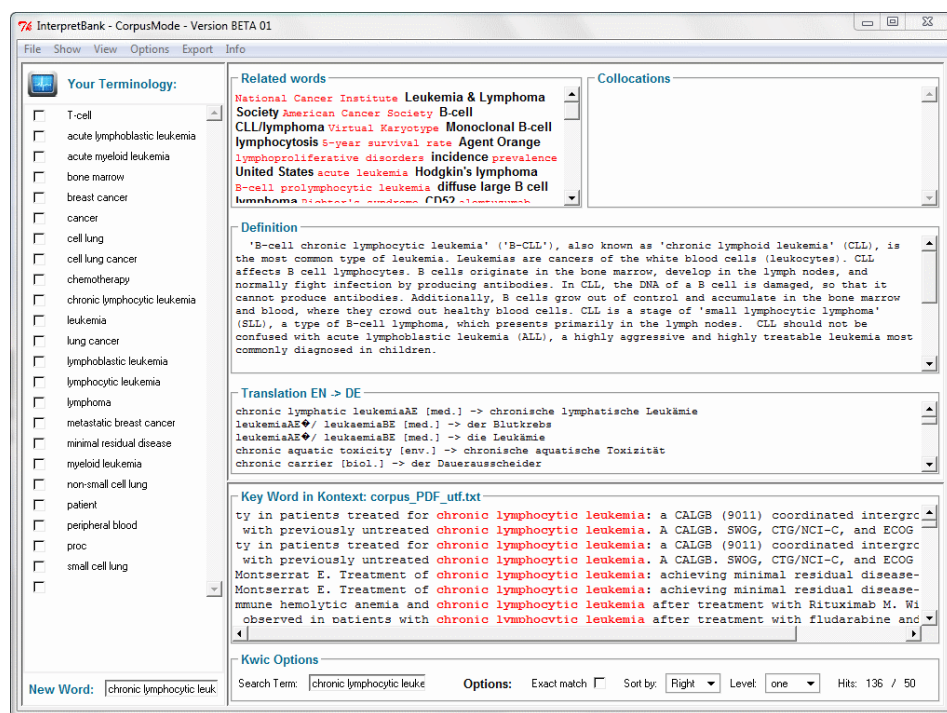 InterpretBank - CorpusMode - Version BETA 01
File Show View Options Export Info
Your Terminology:
T-cell
acute lymphoblastic leukemia
acute myeloid leukemia
bone marrow
breast cancer
cancer
cell lung
cell lung cancer
chemotherapy
chronic lymphocytic leukemia
leukemia
lung cancer
lymphoblastic leukemia
lymphocytic leukemia
lymphoma
metastatic breast cancer
minimal residual disease
myeloid leukemia
non-small cell lung
patient
peripheral blood
proc
small cell lung
New Word: chronic lymphocytic leuk
Related words
National Cancer Institute Leukemia & Lymphoma
Society American Cancer Society B-cell
CLL/lymphoma Virtual Karyotype Monoclonal B-cell
lymphocytosis 5-year survival rate Agent Orange
lymphoproliferative disorders incidence prevalence
United States acute leukemia Hodgkin's lymphoma
B-cell prolymphocytic leukemia diffuse large B cell
lymphoma Richter's syndrome CD52 alemtuzumab
Collocations
Definition
'B-cell chronic lymphocytic leukemia' ('B-CLL'), also known as 'chronic lymphoid leukemia' (CLL), is
the most common type of leukemia. Leukemias are cancers of the white blood cells (leukocytes). CLL
affects B cell lymphocytes. B cells originate in the bone marrow, develop in the lymph nodes, and
normally fight infection by producing antibodies. In CLL, the DNA of a B cell is damaged, so that it
cannot produce antibodies. Additionally, B cells grow out of control and accumulate in the bone marrow
and blood, where they crowd out healthy blood cells. CLL is a stage of 'small lymphocytic lymphoma'
(SLL), a type of B-cell lymphoma, which presents primarily in the lymph nodes. CLL should not be
confused with acute lymphoblastic leukemia (ALL), a highly aggressive and highly treatable leukemia most
commonly diagnosed in children.
Translation EN -> DE
chronic lymphatic leukemiaAE [med.] -> chronische lymphatische Leukämie
leukemiaAE�/ leukaemiaBE [med.] -> der Blutkrebs
leukemiaAE�/ leukaemiaBE [med.] -> die Leukämie
chronic aquatic toxicity [env.] -> chronische aquatische Toxizität
chronic carrier [biol.] -> der Dauerausscheider
Key Word in Kontext: corpus_PDF_utf.txt
ty in patients treated for chronic lymphocytic leukemia: a CALGB (9011) coordinated intergrc
with previously untreated chronic lymphocytic leukemia. A CALGB. SWOG, CTG/NCI-C, and ECOG
ty in patients treated for chronic lymphocytic leukemia: a CALGB (9011) coordinated intergrc
with previously untreated chronic lymphocytic leukemia. A CALGB. SWOG, CTG/NCI-C, and ECOG
Montserrat E. Treatment of chronic lymphocytic leukemia: achieving minimal residual disease-
Montserrat E. Treatment of chronic lymphocytic leukemia: achieving minimal residual disease-
mmune hemolytic anemia and chronic lymphocytic leukemia after treatment with Rituximab M. Wi
observed in patients with chronic lymphocytic leukemia after treatment with fludarabine and
Kwic Options
Search Term: chronic lymphocytic leuke Options: Exact match Sort by: Right Level: one Hits: 136 / 50